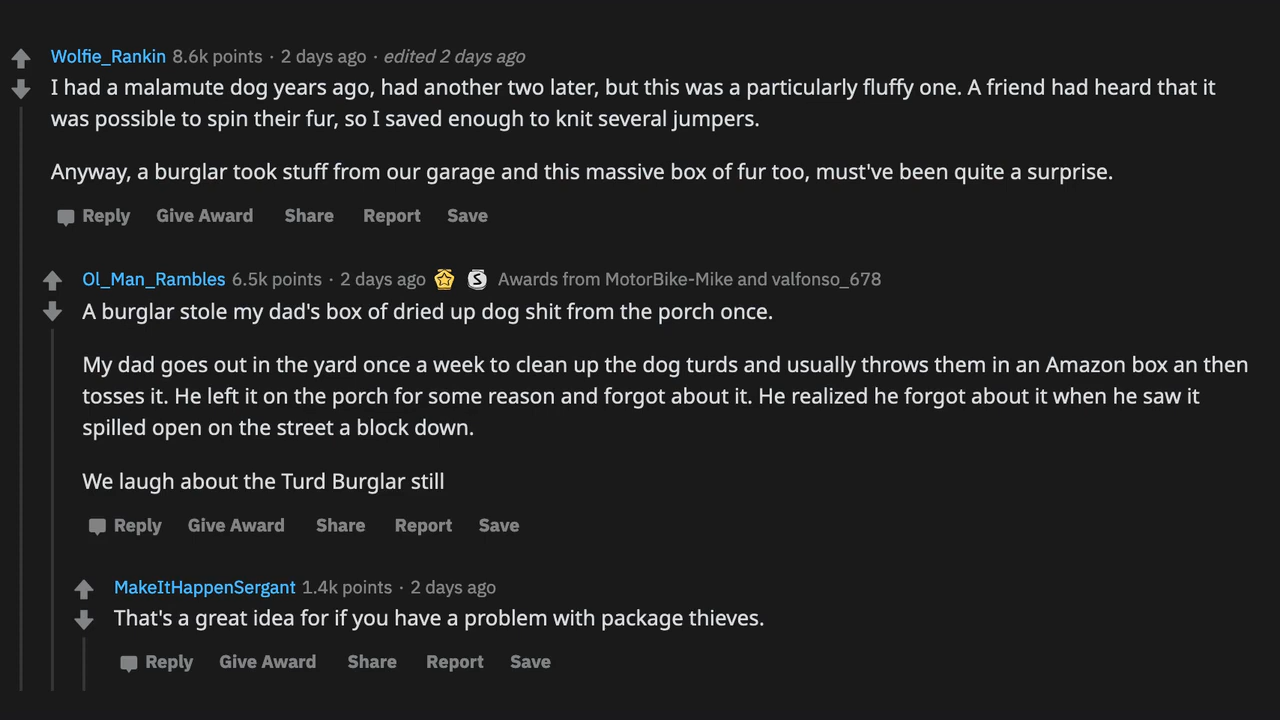 Wolfie_Rankin 8.6k points · 2 days ago · edited 2 days ago
I had a malamute dog years ago, had another two later, but this was a particularly fluffy one. A friend had heard that it
was possible to spin their fur, so I saved enough to knit several jumpers.
Anyway, a burglar took stuff from our garage and this massive box of fur too, must've been quite a surprise.
Reply Give Award Share Report Save
Ol_Man_Rambles 6.5k points · 2 days ago S Awards from MotorBike-Mike and valfonso_678
A burglar stole my dad's box of dried up dog shit from the porch once.
My dad goes out in the yard once a week to clean up the dog turds and usually throws them in an Amazon box an then
tosses it. He left it on the porch for some reason and forgot about it. He realized he forgot about it when he saw it
spilled open on the street a block down.
We laugh about the Turd Burglar still
Reply Give Award Share Report Save
MakeItHappenSergant 1.4k points · 2 days ago
That's a great idea for if you have a problem with package thieves.
Reply Give Award Share Report Save